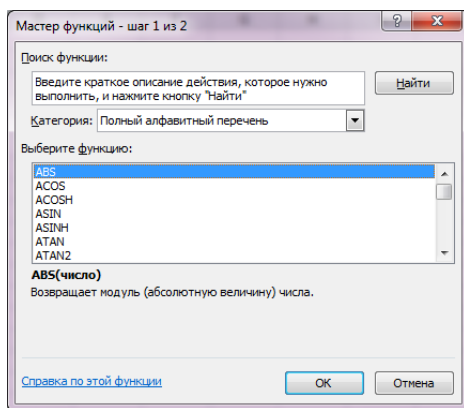 Мастер функций - шаг 1 из 2
Поиск функции:
Введите краткое описание действия, которое нужно
выполнить, и нажмите кнопку "Найти"
Найти
Категория: Полный алфавитный перечень
Выберите функцию:
ABS
ACOS
ACOSH
ASIN
ASINH
ATAN
ATAN2
ABS(число)
Возвращает модуль (абсолютную величину) числа.
Справка по этой функции
ОК
Отмена